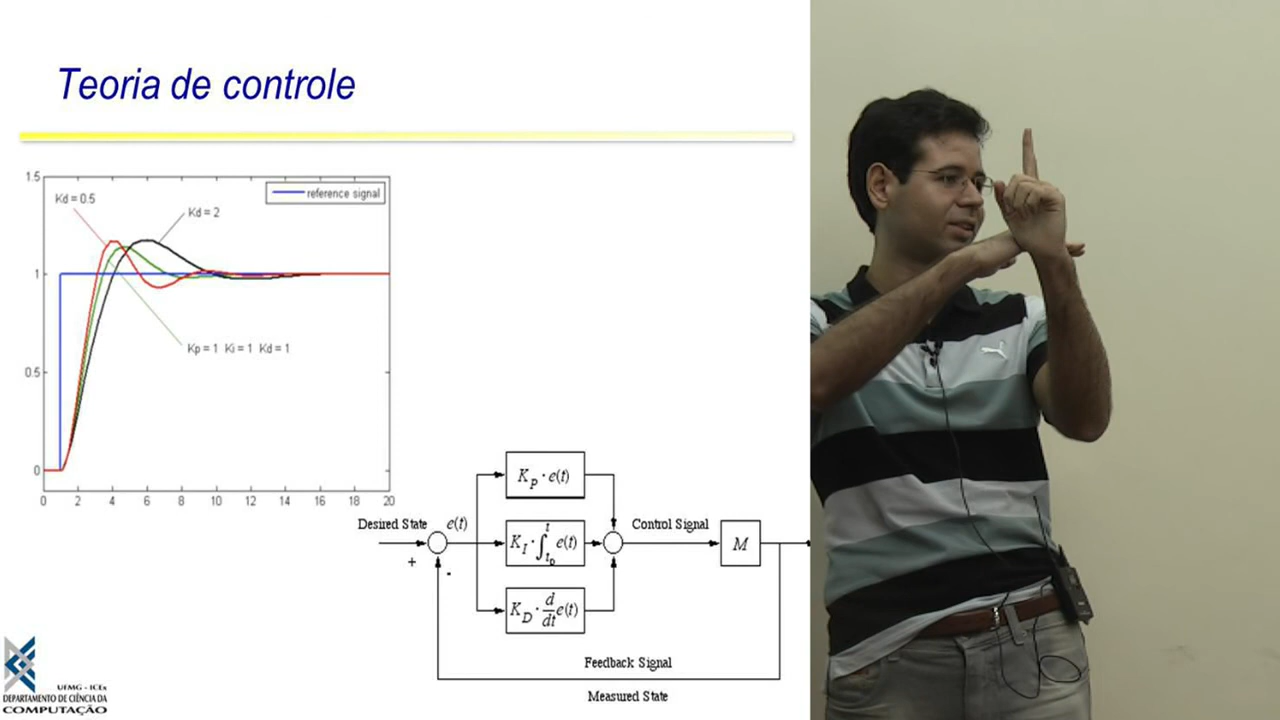 Teoria de controle
1.5
1
0.5
0
0 2 4 6 8 10 12 14 16 18 20
Kd = 0.5
Kd = 2
reference signal
Kp = 1 Ki = 1 Kd = 1
Desired State
e(t)
+
-
K_P · e(t)
K_I · ∫_{t_0}^{t} e(t)
K_D · d/dt e(t)
Control Signal
M
Feedback Signal
Measured State
UFMG - ICEx
DEPARTAMENTO DE CIÊNCIA DA
COMPUTAÇÃO